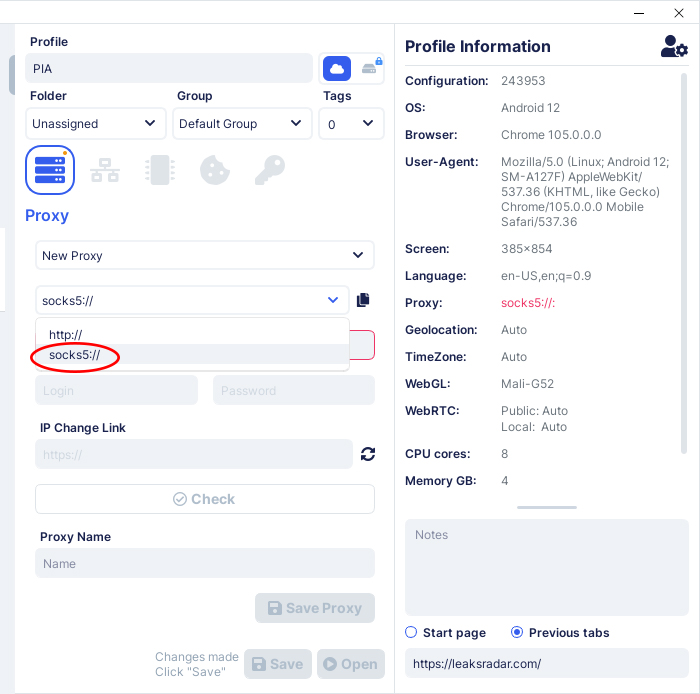 Profile
PIA
Folder
Group
Tags
Unassigned
Default Group
0
Proxy
New Proxy
socks5://
http://
socks5://
Login
Password
IP Change Link
https://
Check
Proxy Name
Name
Save Proxy
Changes made
Click "Save"
Save
Open
Profile Information
Configuration: 243953
OS: Android 12
Browser: Chrome 105.0.0.0
User-Agent: Mozilla/5.0 (Linux; Android 12;
SM-A127F) AppleWebKit/
537.36 (KHTML, like Gecko)
Chrome/105.0.0.0 Mobile
Safari/537.36
Screen: 385×854
Language: en-US,en;q=0.9
Proxy: socks5://:
Geolocation: Auto
TimeZone: Auto
WebGL: Mali-G52
WebRTC: Public: Auto
Local: Auto
CPU cores: 8
Memory GB: 4
Notes
Start page
Previous tabs
https://leaksradar.com/